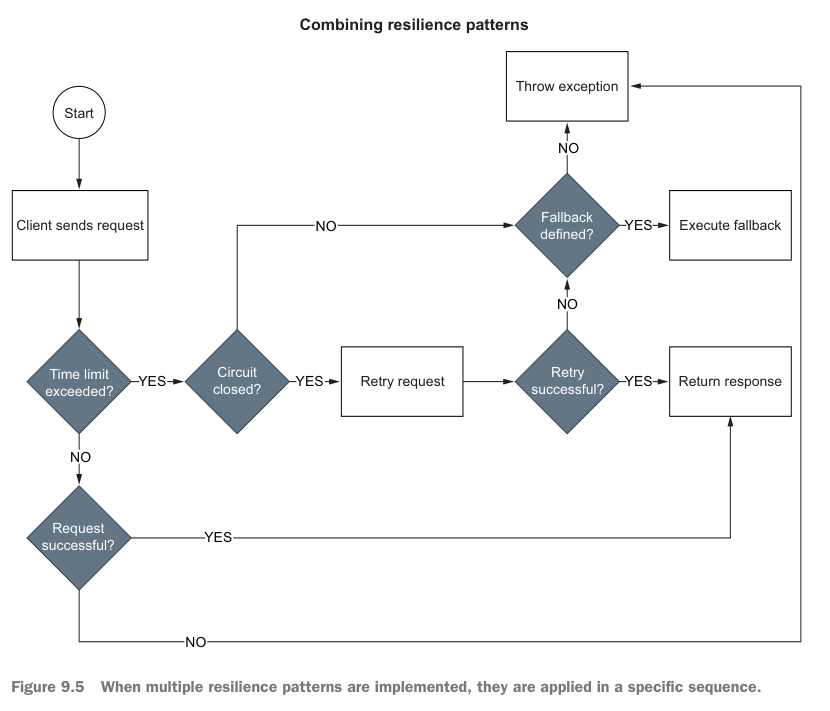 Combining resilience patterns
Start
Throw exception
NO
Client sends request
NO
Fallback
defined?
YES
Execute fallback
NO
Time limit
exceeded?
YES
Circuit
closed?
YES
Retry request
Retry
successful?
YES
Return response
NO
Request
successful?
YES
NO
Figure 9.5 When multiple resilience patterns are implemented, they are applied in a specific sequence.